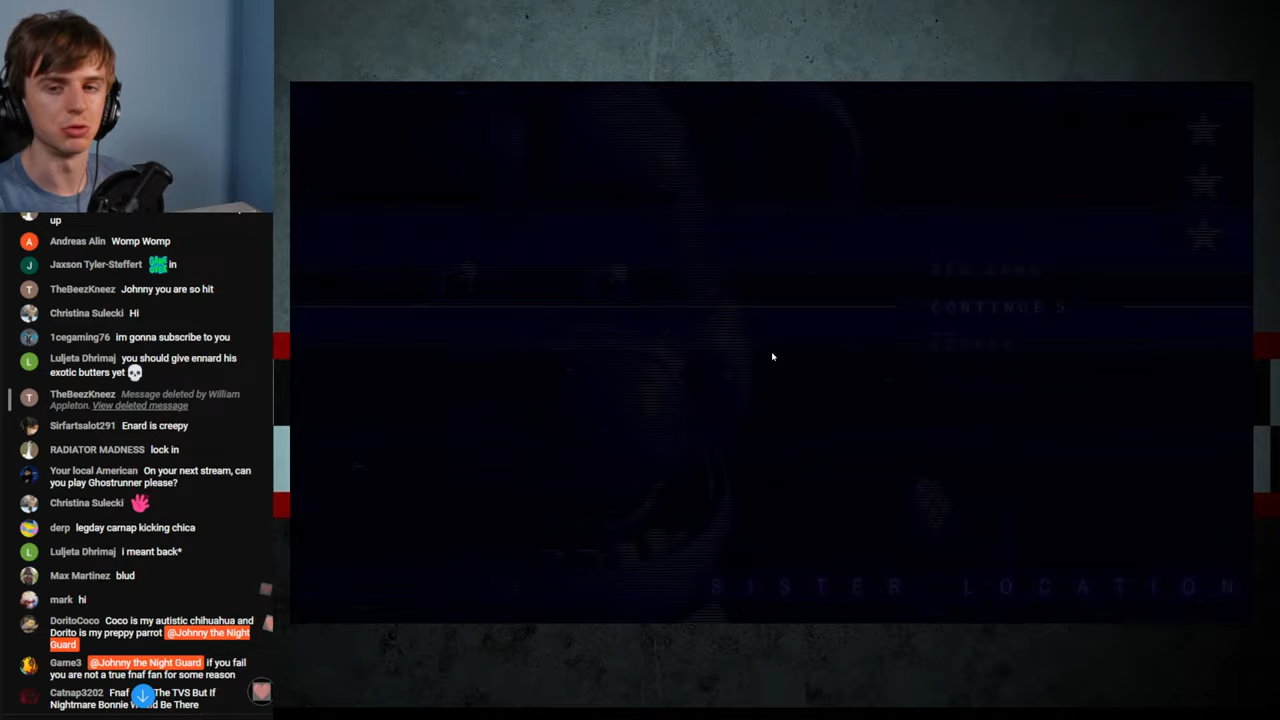 up
Andreas Alin Womp Womp
Jaxson Tyler-Steffert in
TheBeezKneez Johnny you are so hit
Christina Sulecki Hi
1cegaming76 im gonna subscribe to you
Luljeta Dhrimaj you should give ennard his
exotic butters yet
TheBeezKneez Message deleted by William
Appleton. View deleted message
Sirfartsalot291 Enard is creepy
RADIATOR MADNESS lock in
Your local American On your next stream, can
you play Ghostrunner please?
Christina Sulecki
derp legday carnap kicking chica
Luljeta Dhrimaj i meant back*
Max Martinez blud
mark hi
DoritoCoco Coco is my autistic chihuahua and
Dorito is my preppy parrot @Johnny the Night
Guard
Game3 @Johnny the Night Guard if you fail
you are not a true fnaf fan for some reason
Catnap3202 Fnaf The TVS But If
Nightmare Bonnie Be There
NEW GAME
CONTINUE 5
SISTER LOCATION